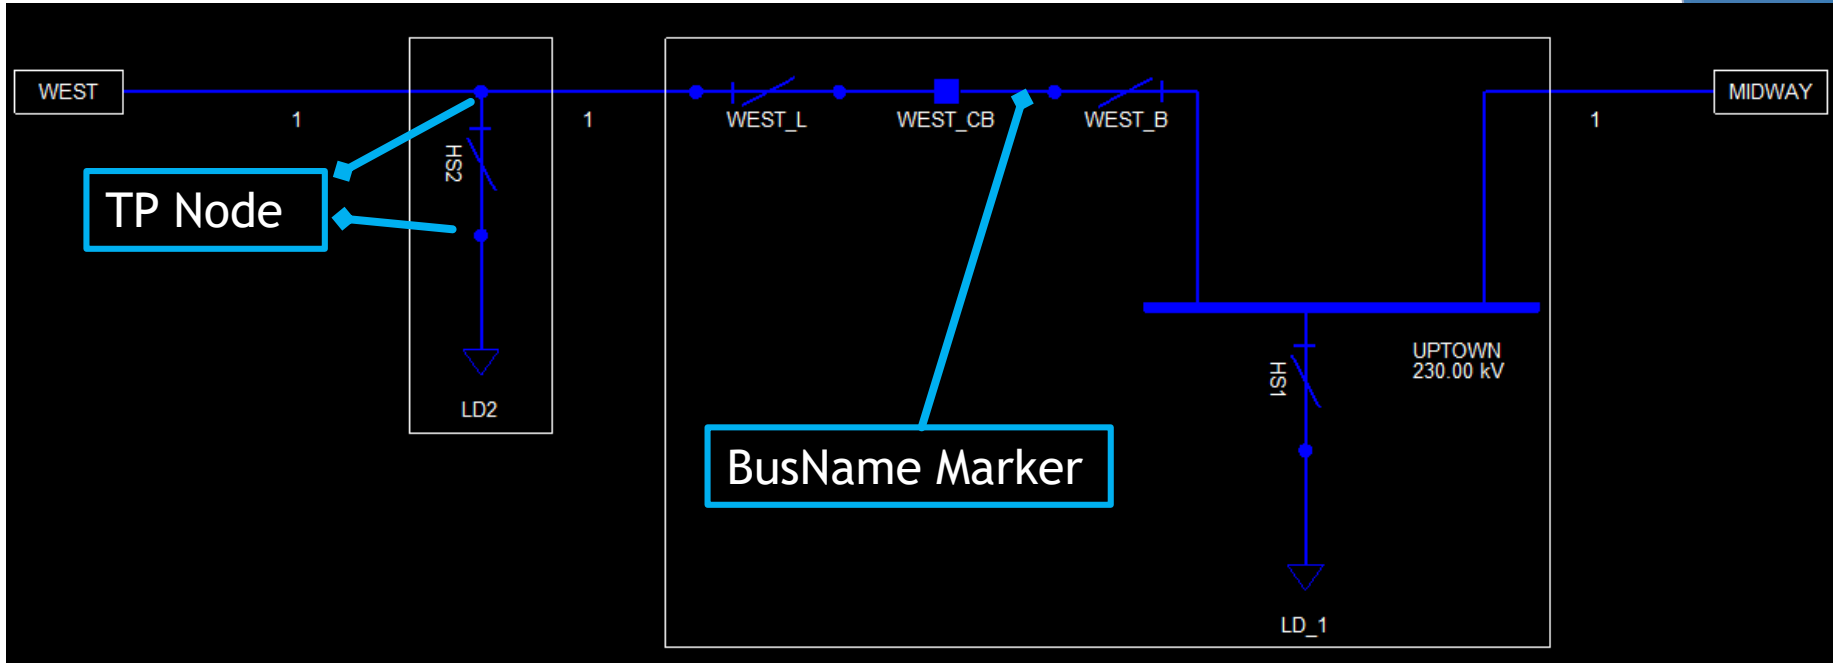 WEST
1
1
WEST_L
WEST_CB
WEST_B
1
MIDWAY
HS2
TP Node
LD2
UPTOWN
230.00 kV
HS1
BusName Marker
LD_1